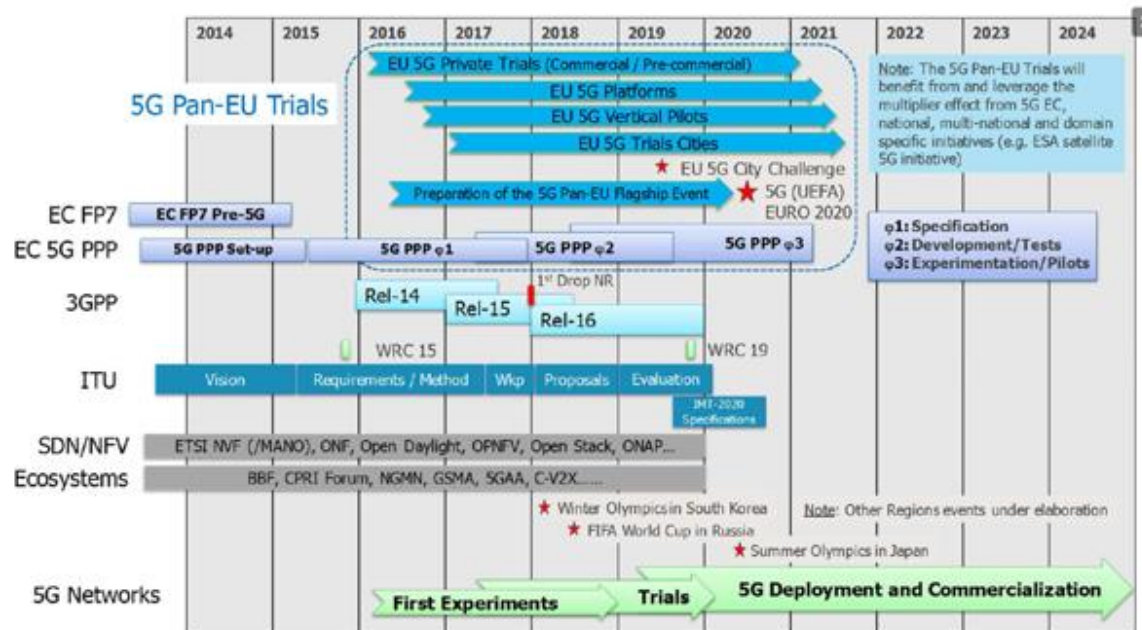 2014 2015 2016 2017 2018 2019 2020 2021 2022 2023 2024
5G Pan-EU Trials
EU 5G Private Trials (Commercial / Pre-commercial)
EU 5G Platforms
EU 5G Vertical Pilots
EU 5G Trials Cities
EU 5G City Challenge
Preparation of the 5G Pan-EU Flagship Event
5G (UEFA)
EURO 2020
Note: The 5G Pan-EU Trials will
benefit from and leverage the
multiplier effect from 5G EC,
national, multi-national and domain
specific initiatives (e.g. ESA satellite
5G initiative)
EC FP7
EC FP7 Pre-5G
EC 5G PPP
5G PPP Set-up
5G PPP φ1
5G PPP φ2
5G PPP φ3
φ1: Specification
φ2: Development/Tests
φ3: Experimentation/Pilots
3GPP
Rel-14
Rel-15
1st Drop NR
Rel-16
WRC 15
WRC 19
ITU
Vision
Requirements / Method
Wkp
Proposals
Evaluation
IMT-2020
Specifications
SDN/NFV
ETSI NVF (/MANO), ONF, Open Daylight, OPNFV, Open Stack, ONAP...
Ecosystems
BBF, CPRI Forum, NGMN, GSMA, 5GAA, C-V2X......
Winter Olympics in South Korea
FIFA World Cup in Russia
Note: Other Regions events under elaboration
Summer Olympics in Japan
5G Networks
First Experiments
Trials
5G Deployment and Commercialization